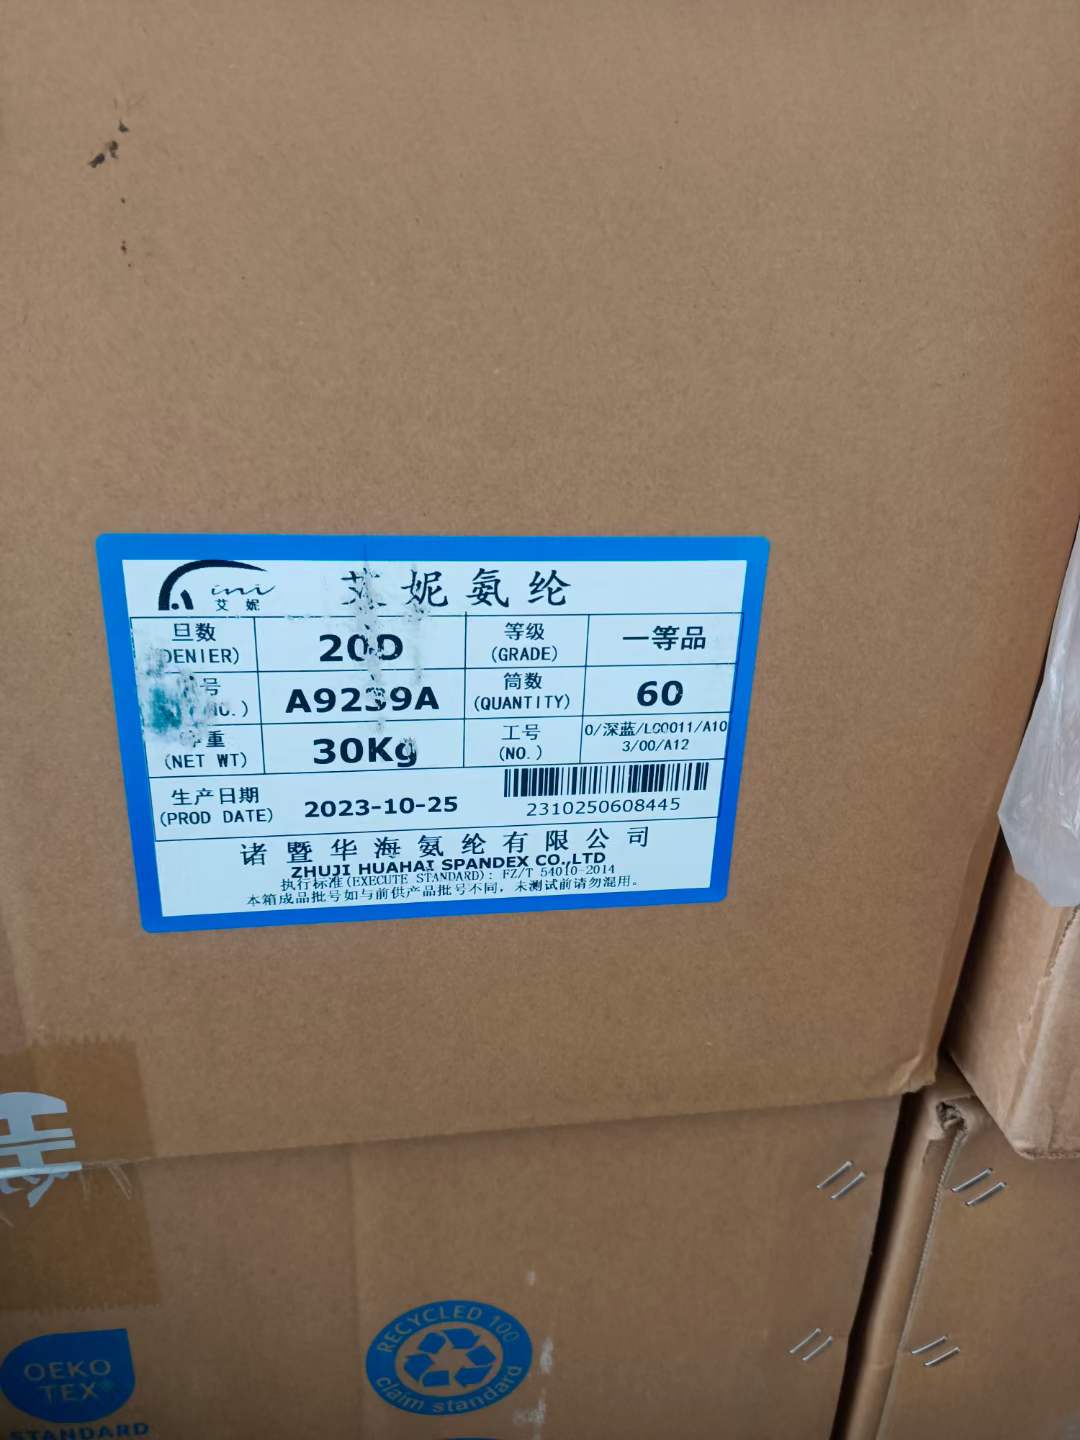 ini
艾妮
艾妮氨纶
旦数
(DENIER)
20D
等级
(GRADE)
一等品
号
A9239A
筒数
(QUANTITY)
60
重
(NET WT)
30Kg
工号
(NO.)
0/深蓝/LG0011/A10
3/00/A12
生产日期
(PROD DATE)
2023-10-25
2310250608445
诸暨华海氨纶有限公司
ZHUJI HUAHAI SPANDEX CO.,LTD
执行标准(EXECUTE STANDARD): FZ/T 54010-2014
本箱成品批号如与前供产品批号不同，未测试前请勿混用。
OEKO
TEX
STANDARD
RECYCLED 100
claim standard